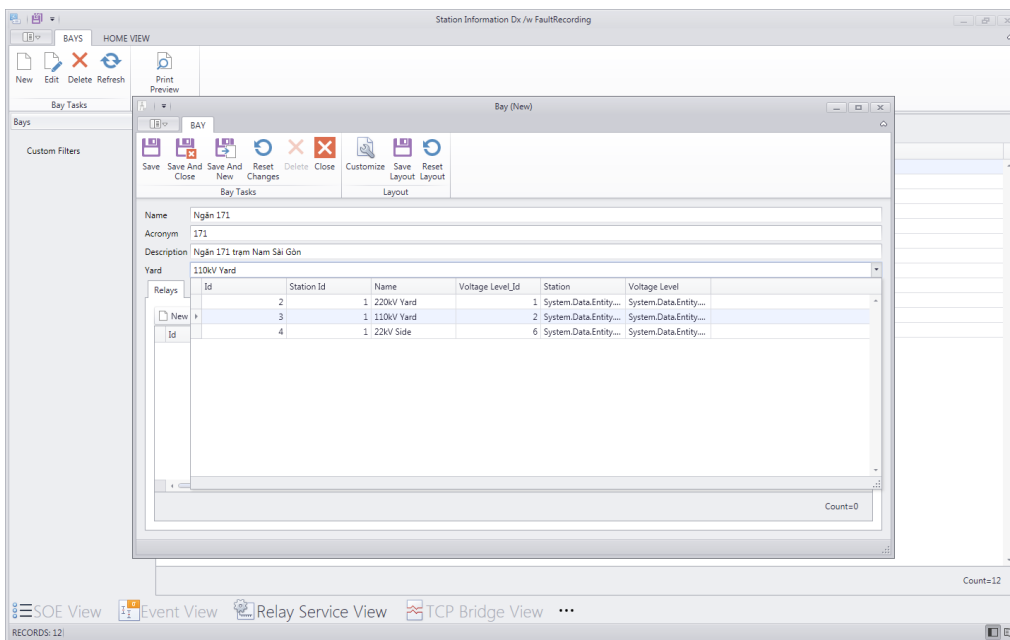 Station Information Dx /w FaultRecording
BAYS HOME VIEW
New Edit Delete Refresh Print Preview
Bay Tasks
Bays
Custom Filters
Bay (New)
BAY
Save Save And Close Save And New Reset Changes Delete Close Customize Save Layout Reset Layout
Bay Tasks Layout
Name Ngăn 171
Acronym 171
Description Ngăn 171 trạm Nam Sài Gòn
Yard 110kV Yard
Relays
New
Id
Id Station Id Name Voltage Level_Id Station Voltage Level
2 1 220kV Yard 1 System.Data.Entity.... System.Data.Entity....
3 1 110kV Yard 2 System.Data.Entity.... System.Data.Entity....
4 1 22kV Side 6 System.Data.Entity.... System.Data.Entity....
Count=0
Count=12
SOE View Event View Relay Service View TCP Bridge View ...
RECORDS: 12